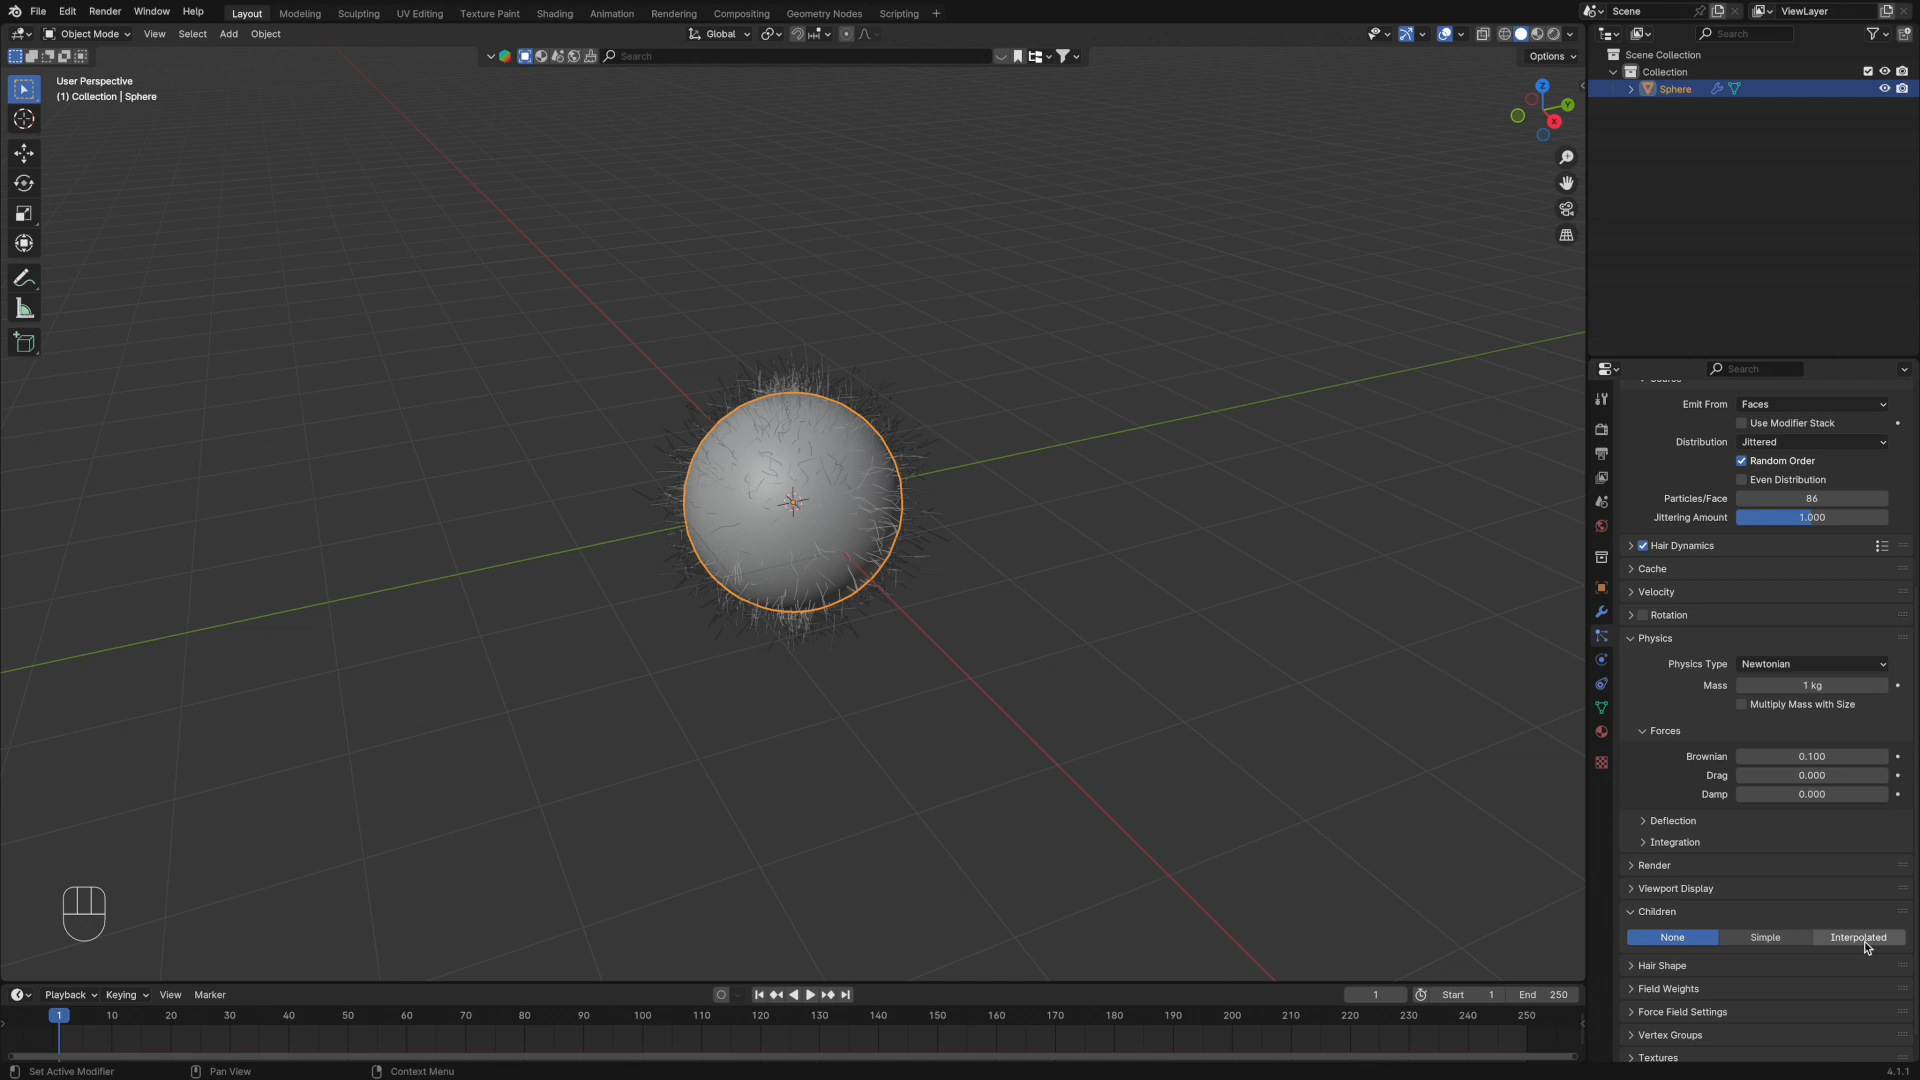 File Edit Render Window Help Layout Modeling Sculpting UV Editing Texture Paint Shading Animation Rendering Compositing Geometry Nodes Scripting + Scene ViewLayer
Object Mode View Select Add Object Global Search
Search Options
User Perspective
(1) Collection | Sphere
Z
Y
X
Scene Collection
Collection
Sphere
Search
Emit From Faces
Use Modifier Stack
Distribution Jittered
Random Order
Even Distribution
Particles/Face 86
Jittering Amount 1.000
Hair Dynamics
Cache
Velocity
Rotation
Physics
Physics Type Newtonian
Mass 1 kg
Multiply Mass with Size
Forces
Brownian 0.100
Drag 0.000
Damp 0.000
Deflection
Integration
Render
Viewport Display
Children
None Simple Interpolated
Hair Shape
Field Weights
Force Field Settings
Vertex Groups
Textures
Playback Keying View Marker 1 Start 1 End 250
1 10 20 30 40 50 60 70 80 90 100 110 120 130 140 150 160 170 180 190 200 210 220 230 240 250
Set Active Modifier Pan View Context Menu 4.1.1